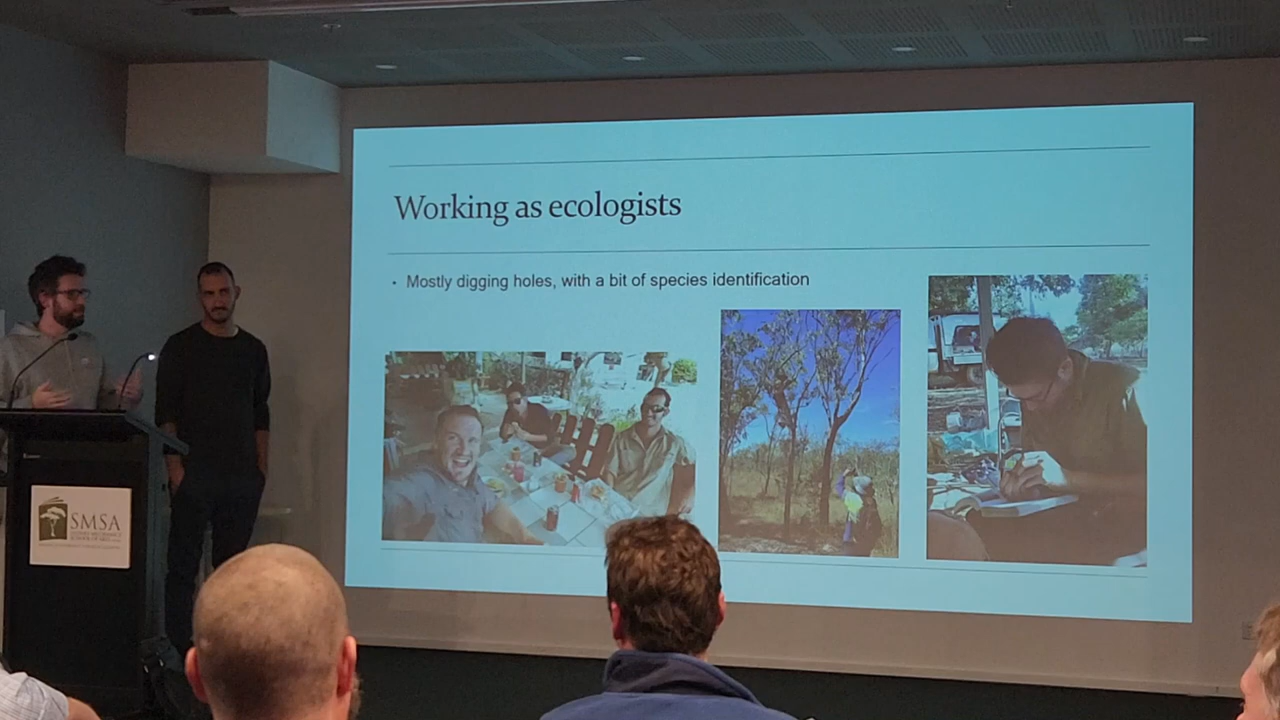 Working as ecologists
• Mostly digging holes, with a bit of species identification
SMSA